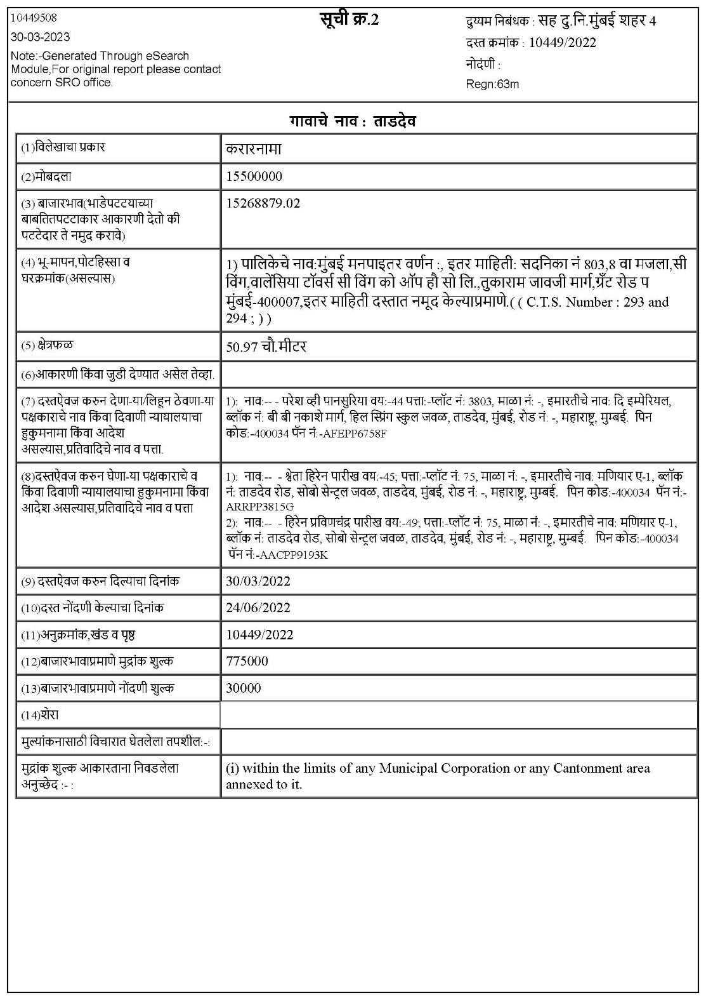 10449508
30-03-2023
Note:-Generated Through eSearch
Module,For original report please contact
concern SRO office.
सूची क्र.2
दुय्यम निबंधक : सह दु.नि.मुंबई शहर 4
दस्त क्रमांक : 10449/2022
नोदंणी :
Regn:63m
गावाचे नाव : ताडदेव
(1)विलेखाचा प्रकार
करारनामा
(2)मोबदला
15500000
(3) बाजारभाव(भाडेपटटयाच्या
बाबतितपटटाकार आकारणी देतो की
पटटेदार ते नमुद करावे)
15268879.02
(4) भू-मापन,पोटहिस्सा व
घरक्रमांक(असल्यास)
1) पालिकेचे नाव:मुंबई मनपाइतर वर्णन :, इतर माहिती: सदनिका नं 803,8 वा मजला,सी
विंग,वालेंसिया टॉवर्स सी विंग को ऑप हौ सो लि.,तुकाराम जावजी मार्ग,ग्रँट रोड प
मुंबई-400007,इतर माहिती दस्तात नमूद केल्याप्रमाणे.( ( C.T.S. Number : 293 and
294 ; ) )
(5) क्षेत्रफळ
50.97 चौ.मीटर
(6)आकारणी किंवा जुडी देण्यात असेल तेव्हा.
(7) दस्तऐवज करुन देणा-या/लिहून ठेवणा-या
पक्षकाराचे नाव किंवा दिवाणी न्यायालयाचा
हुकुमनामा किंवा आदेश
असल्यास,प्रतिवादिचे नाव व पत्ता.
1): नाव:-- - परेश व्ही पानसुरिया वय:-44 पत्ता:-प्लॉट नं: 3803, माळा नं: -, इमारतीचे नाव: दि इम्पेरियल,
ब्लॉक नं: बी बी नकाशे मार्ग, हिल स्प्रिंग स्कुल जवळ, ताडदेव, मुंबई, रोड नं: -, महाराष्ट्र, मुम्बई. पिन
कोड:-400034 पॅन नं:-AFEPP6758F
(8)दस्तऐवज करुन घेणा-या पक्षकाराचे व
किंवा दिवाणी न्यायालयाचा हुकुमनामा किंवा
आदेश असल्यास,प्रतिवादिचे नाव व पत्ता
1): नाव:-- - श्वेता हिरेन पारीख वय:-45; पत्ता:-प्लॉट नं: 75, माळा नं: -, इमारतीचे नाव: मणियार ए-1, ब्लॉक
नं: ताडदेव रोड, सोबो सेन्ट्रल जवळ, ताडदेव, मुंबई, रोड नं: -, महाराष्ट्र, मुम्बई. पिन कोड:-400034 पॅन नं:-
ARRPP3815G
2): नाव:-- - हिरेन प्रविणचंद्र पारीख वय:-49; पत्ता:-प्लॉट नं: 75, माळा नं: -, इमारतीचे नाव: मणियार ए-1,
ब्लॉक नं: ताडदेव रोड, सोबो सेन्ट्रल जवळ, ताडदेव, मुंबई, रोड नं: -, महाराष्ट्र, मुम्बई. पिन कोड:-400034
पॅन नं:-AACPP9193K
(9) दस्तऐवज करुन दिल्याचा दिनांक
30/03/2022
(10)दस्त नोंदणी केल्याचा दिनांक
24/06/2022
(11)अनुक्रमांक,खंड व पृष्ठ
10449/2022
(12)बाजारभावाप्रमाणे मुद्रांक शुल्क
775000
(13)बाजारभावाप्रमाणे नोंदणी शुल्क
30000
(14)शेरा
मुल्यांकनासाठी विचारात घेतलेला तपशील:-:
मुद्रांक शुल्क आकारताना निवडलेला
अनुच्छेद :- :
(i) within the limits of any Municipal Corporation or any Cantonment area
annexed to it.